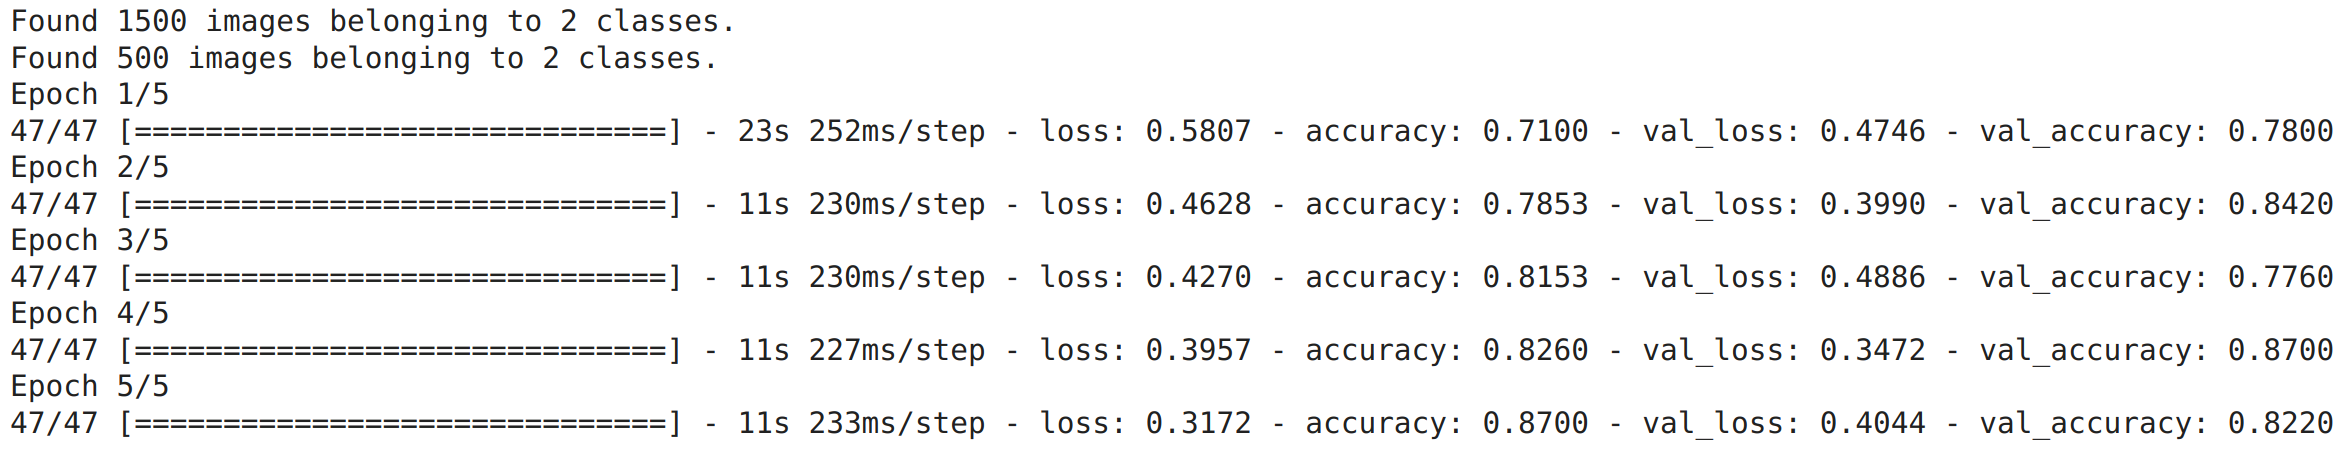 Found 1500 images belonging to 2 classes.
Found 500 images belonging to 2 classes.
Epoch 1/5
47/47 [==============================] - 23s 252ms/step - loss: 0.5807 - accuracy: 0.7100 - val_loss: 0.4746 - val_accuracy: 0.7800
Epoch 2/5
47/47 [==============================] - 11s 230ms/step - loss: 0.4628 - accuracy: 0.7853 - val_loss: 0.3990 - val_accuracy: 0.8420
Epoch 3/5
47/47 [==============================] - 11s 230ms/step - loss: 0.4270 - accuracy: 0.8153 - val_loss: 0.4886 - val_accuracy: 0.7760
Epoch 4/5
47/47 [==============================] - 11s 227ms/step - loss: 0.3957 - accuracy: 0.8260 - val_loss: 0.3472 - val_accuracy: 0.8700
Epoch 5/5
47/47 [==============================] - 11s 233ms/step - loss: 0.3172 - accuracy: 0.8700 - val_loss: 0.4044 - val_accuracy: 0.8220